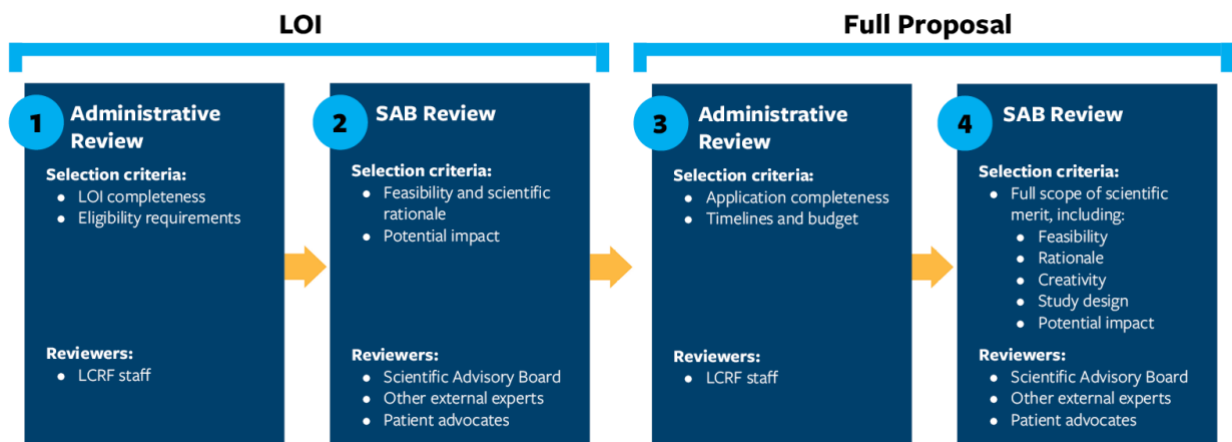 LOI
1
Administrative
Review
Selection criteria:
● LOI completeness
● Eligibility requirements
Reviewers:
● LCRF staff
2
SAB Review
Selection criteria:
● Feasibility and scientific
rationale
● Potential impact
Reviewers:
● Scientific Advisory Board
● Other external experts
● Patient advocates
Full Proposal
3
Administrative
Review
Selection criteria:
● Application completeness
● Timelines and budget
Reviewers:
● LCRF staff
4
SAB Review
Selection criteria:
● Full scope of scientific
merit, including:
● Feasibility
● Rationale
● Creativity
● Study design
● Potential impact
Reviewers:
● Scientific Advisory Board
● Other external experts
● Patient advocates